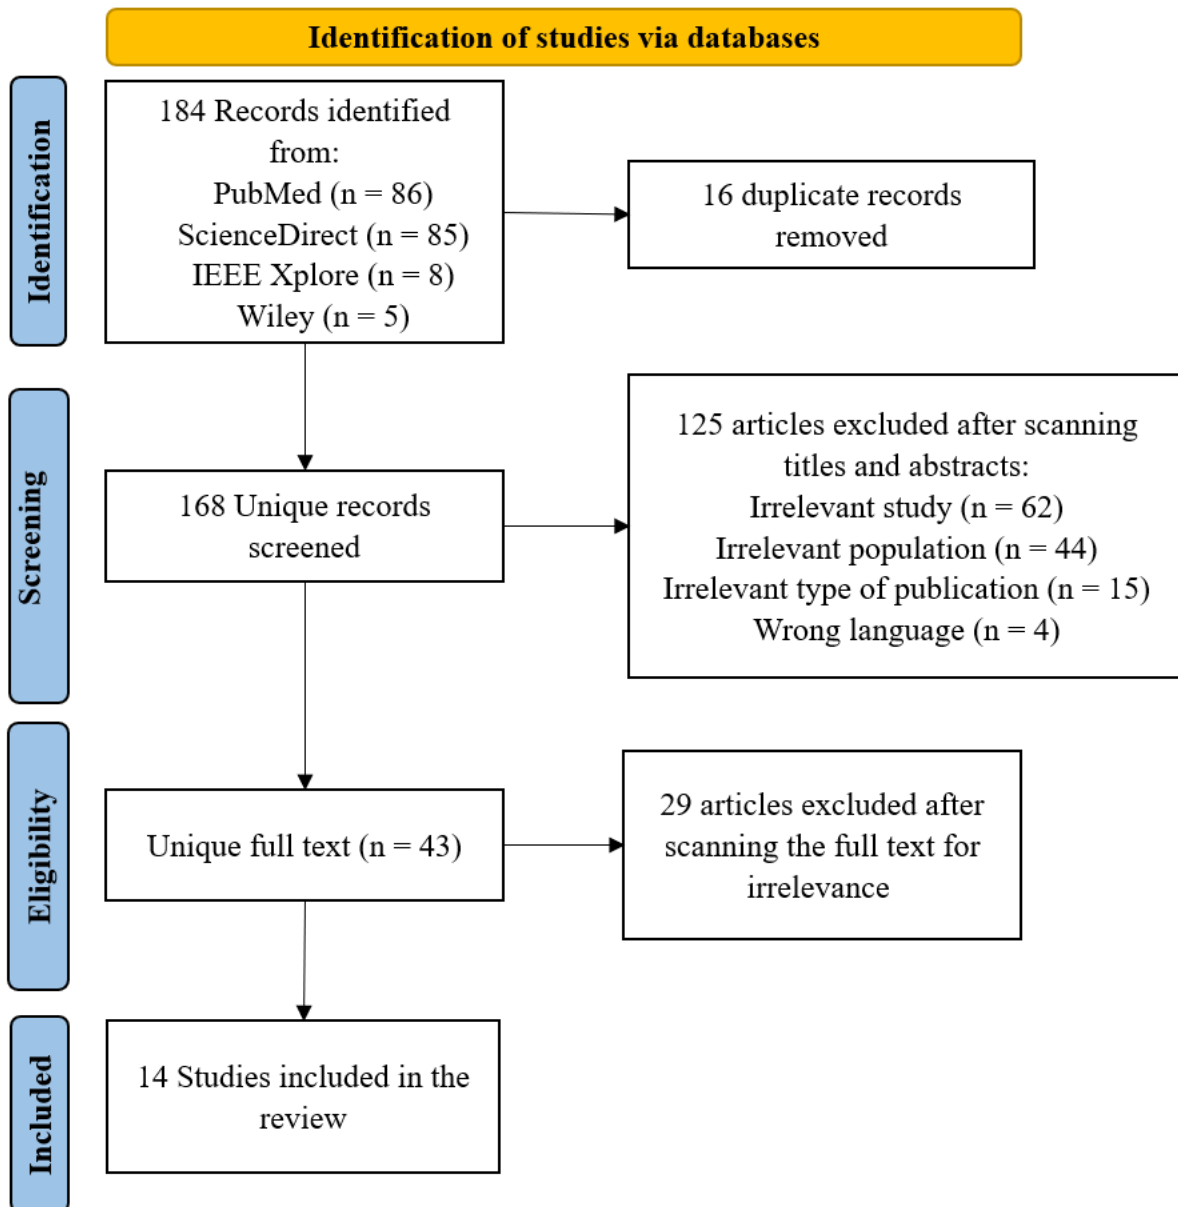 Identification of studies via databases
Identification
184 Records identified
from:
PubMed (n = 86)
ScienceDirect (n = 85)
IEEE Xplore (n = 8)
Wiley (n = 5)
16 duplicate records
removed
Screening
168 Unique records
screened
125 articles excluded after scanning
titles and abstracts:
Irrelevant study (n = 62)
Irrelevant population (n = 44)
Irrelevant type of publication (n = 15)
Wrong language (n = 4)
Eligibility
Unique full text (n = 43)
29 articles excluded after
scanning the full text for
irrelevance
Included
14 Studies included in the
review